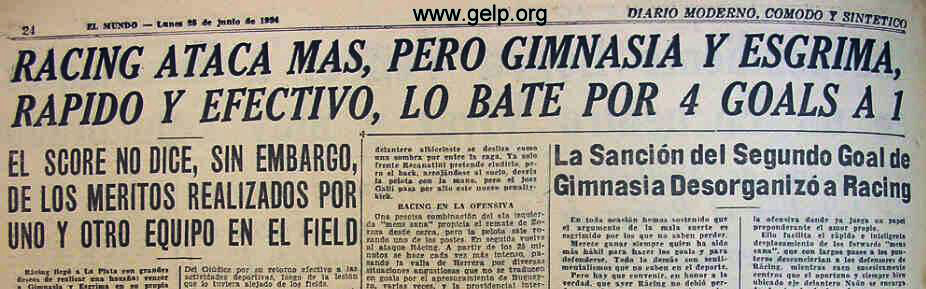 www.gelp.org
24
EL MUNDO — Lunes 25 de junio de 1934
DIARIO MODERNO, COMODO Y SINTETICO
RACING ATACA MAS, PERO GIMNASIA Y ESGRIMA,
RAPIDO Y EFECTIVO, LO BATE POR 4 GOALS A 1
EL SCORE NO DICE, SIN EMBARGO,
DE LOS MERITOS REALIZADOS POR
UNO Y OTRO EQUIPO EN EL FIELD
Rácing llegó a La Plata con grandes
deseos de realizar una hazaña: vencer
a Gimnasia y Esgrima en su propia
Del Giúdice por su retorno efectivo a las
actividades deportivas, luego de la lesión
que lo tuviera alejado de los fields.
delantero albiceleste se desliza como
una sombra por entre la zaga. Ya solo
frente Recanatini pretende eludirlo,
pero el back, arrojándose al suelo, desvía
la pelota con la mano, pero el juez
Galli pasa por alto este nuevo penalty-
kick.
RACING EN LA OFENSIVA
Una precisa combinación del ala izquier-
da "mens sana" propicia el remate de Zo-
roza desde cerca, pero la pelota sale ro-
zando uno de los postes. En seguida vuelve
al ataque Rácing. A partir de los 25 mi-
nutos se hace cada vez más intenso, pa-
sando la valla de Herrera por diversas
situaciones angustiosas que no se traducen
en goals por el apresuramiento de
varias veces, y la providencial inter-
La Sanción del Segundo Goal de
Gimnasia Desorganizó a Racing
En toda ocasión hemos sostenido que
el argumento de la mala suerte es
esgrimido por los que no saben perder.
Merece ganar siempre quien ha sido
más hábil para hacer los goals y para
defenderse. Todo lo demás son senti-
mentalismos que no caben en el deporte.
Pero hay que convenir, en honor a la
verdad, que ayer Rácing no debió per-
la ofensiva donde ya juega un papel
preponderante el amor propio.
Ello facilita el rápido e inteligente
desplazamiento de los forwards "mens
sana", que con largos pases a los pun-
teros desconciertan a los defensores de
Rácing, mientras caen sucesivamente
centros que el oportuno y siempre bien
ubicado eje delantero Naón se encarga